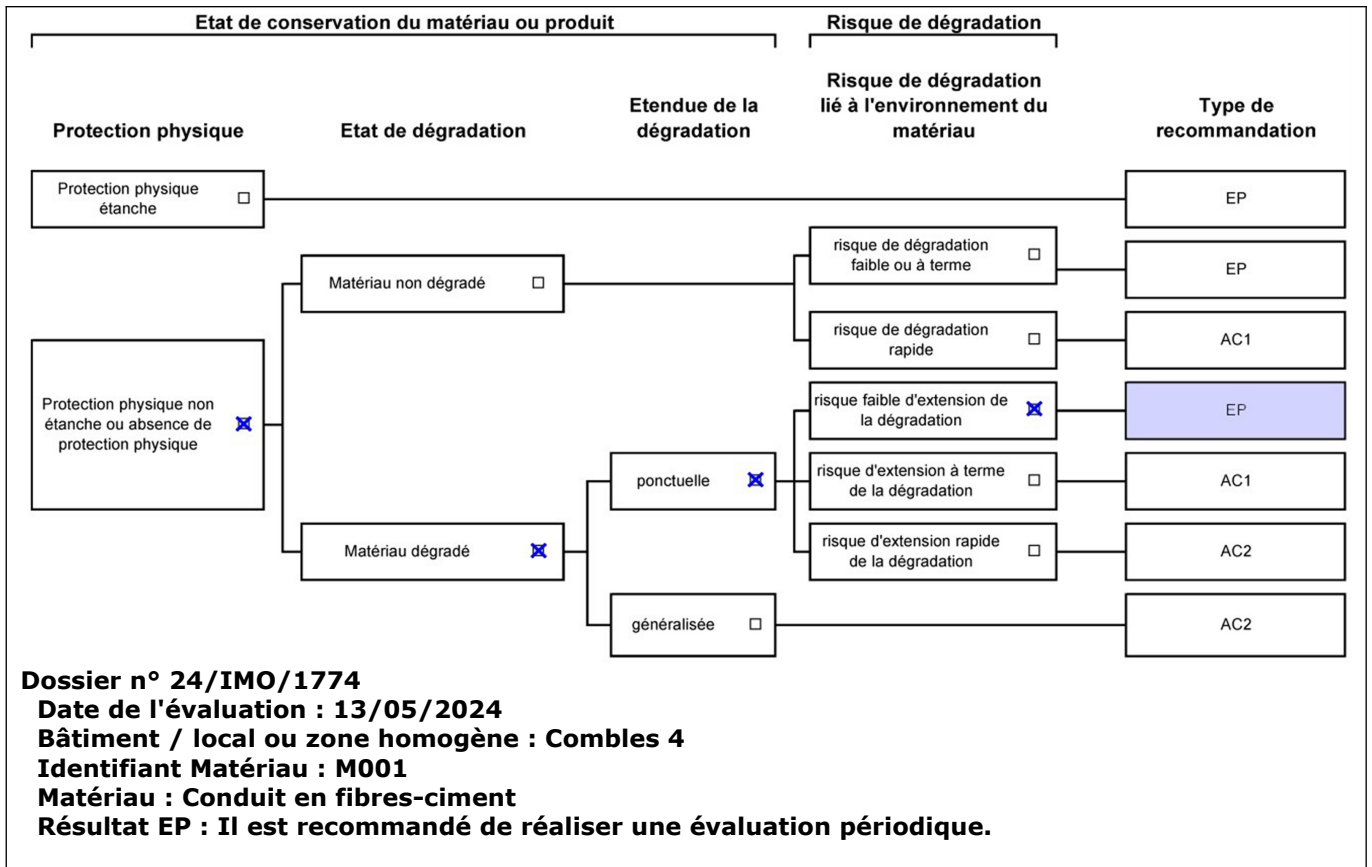 Etat de conservation du matériau ou produit
Risque de dégradation
Protection physique
Etat de dégradation
Etendue de la
dégradation
Risque de dégradation
lié à l'environnement du
matériau
Type de
recommandation
Protection physique
étanche
EP
Matériau non dégradé
risque de dégradation
faible ou à terme
EP
risque de dégradation
rapide
AC1
Protection physique non
étanche ou absence de
protection physique
risque faible d'extension de
la dégradation
EP
ponctuelle
risque d'extension à terme
de la dégradation
AC1
Matériau dégradé
risque d'extension rapide
de la dégradation
AC2
généralisée
AC2
Dossier n° 24/IMO/1774
Date de l'évaluation : 13/05/2024
Bâtiment / local ou zone homogène : Combles 4
Identifiant Matériau : M001
Matériau : Conduit en fibres-ciment
Résultat EP : Il est recommandé de réaliser une évaluation périodique.